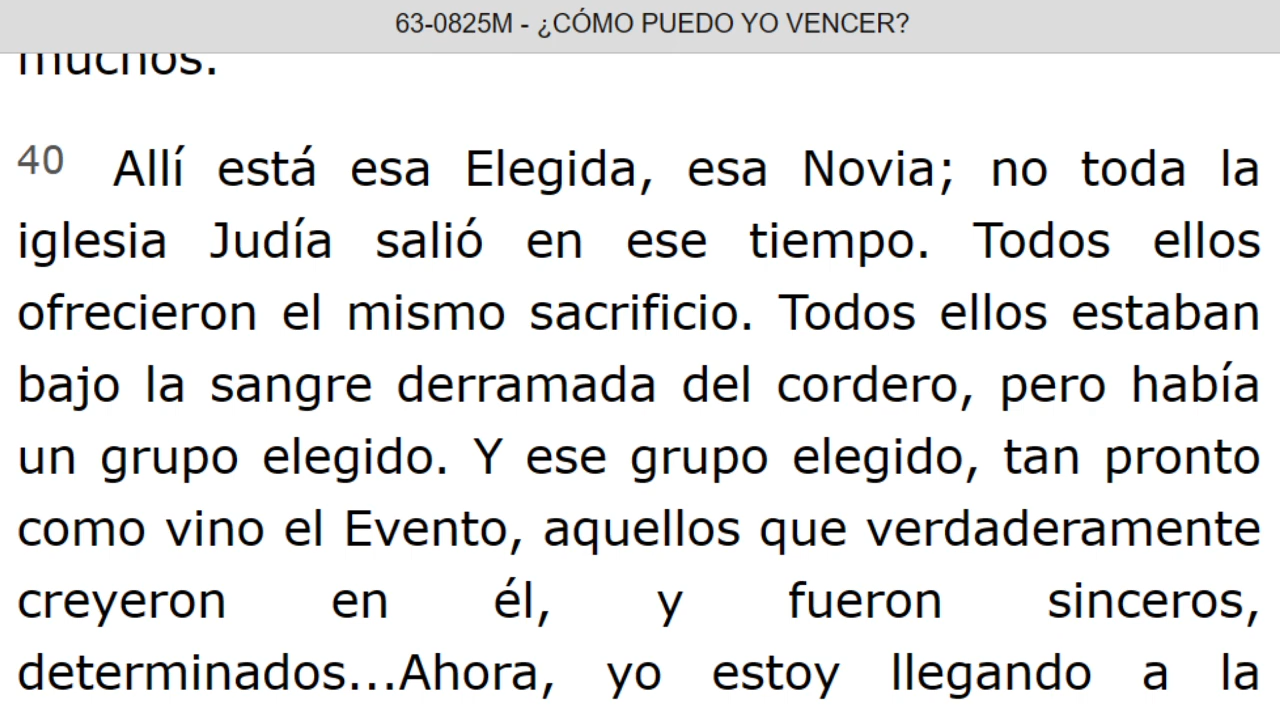 63-0825M - ¿CÓMO PUEDO YO VENCER?
muchos.
40 Allí está esa Elegida, esa Novia; no toda la
iglesia Judía salió en ese tiempo. Todos ellos
ofrecieron el mismo sacrificio. Todos ellos estaban
bajo la sangre derramada del cordero, pero había
un grupo elegido. Y ese grupo elegido, tan pronto
como vino el Evento, aquellos que verdaderamente
creyeron en él, y fueron sinceros,
determinados...Ahora, yo estoy llegando a la